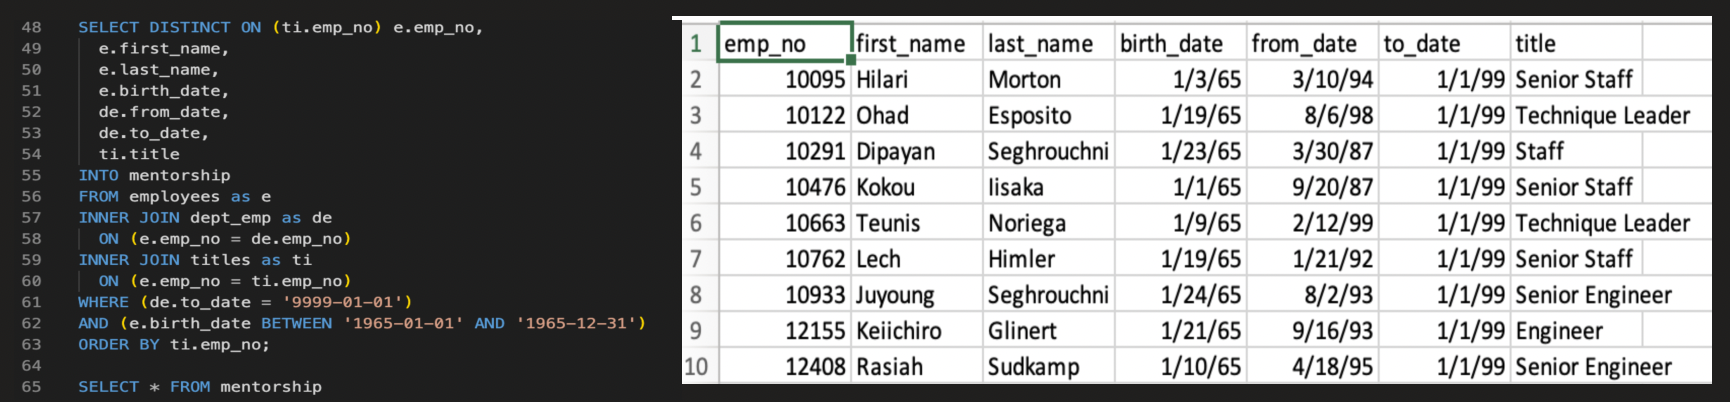 48 SELECT DISTINCT ON (ti.emp_no) e.emp_no,
49 e.first_name,
50 e.last_name,
51 e.birth_date,
52 de.from_date,
53 de.to_date,
54 ti.title
55 INTO mentorship
56 FROM employees as e
57 INNER JOIN dept_emp as de
58 ON (e.emp_no = de.emp_no)
59 INNER JOIN titles as ti
60 ON (e.emp_no = ti.emp_no)
61 WHERE (de.to_date = '9999-01-01')
62 AND (e.birth_date BETWEEN '1965-01-01' AND '1965-12-31')
63 ORDER BY ti.emp_no;
64
65 SELECT * FROM mentorship
1 emp_no first_name last_name birth_date from_date to_date title
2 10095 Hilari Morton 1/3/65 3/10/94 1/1/99 Senior Staff
3 10122 Ohad Esposito 1/19/65 8/6/98 1/1/99 Technique Leader
4 10291 Dipayan Seghrouchni 1/23/65 3/30/87 1/1/99 Staff
5 10476 Kokou Iisaka 1/1/65 9/20/87 1/1/99 Senior Staff
6 10663 Teunis Noriega 1/9/65 2/12/99 1/1/99 Technique Leader
7 10762 Lech Himler 1/19/65 1/21/92 1/1/99 Senior Staff
8 10933 Juyoung Seghrouchni 1/24/65 8/2/93 1/1/99 Senior Engineer
9 12155 Keiichiro Glinert 1/21/65 9/16/93 1/1/99 Engineer
10 12408 Rasiah Sudkamp 1/10/65 4/18/95 1/1/99 Senior Engineer